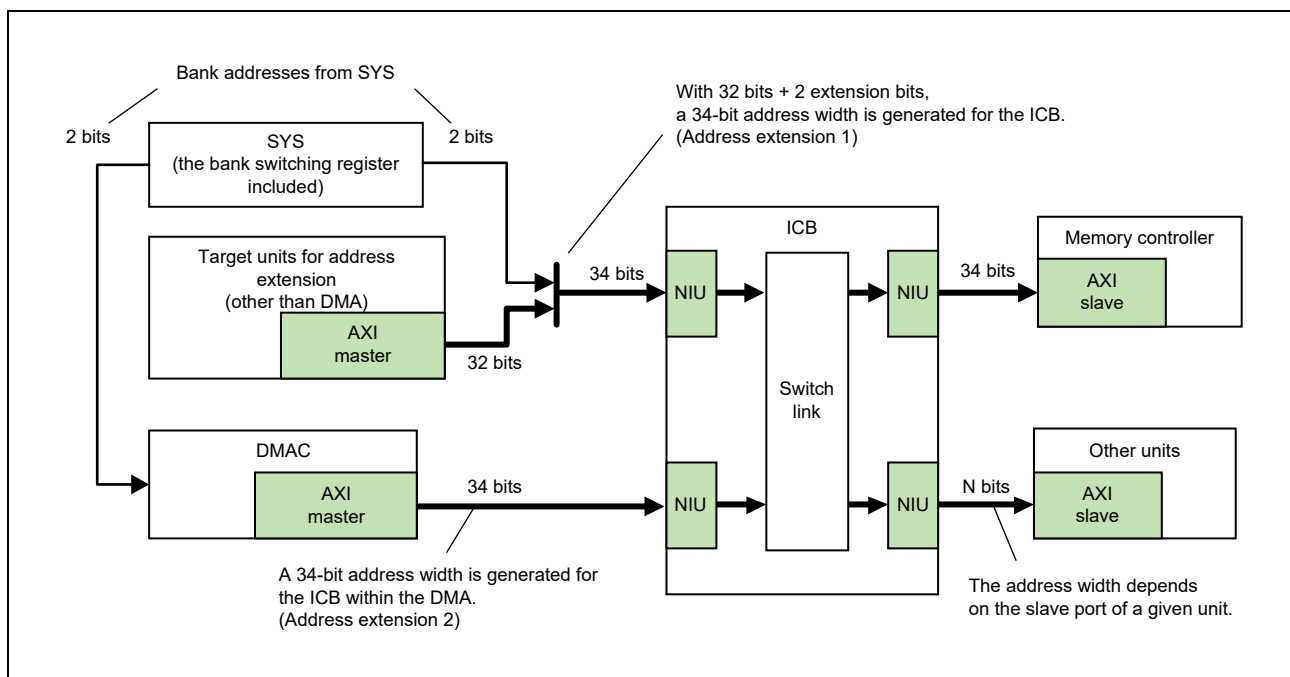 Bank addresses from SYS
2 bits
2 bits
SYS
(the bank switching register
included)
With 32 bits + 2 extension bits,
a 34-bit address width is generated for the ICB.
(Address extension 1)
Target units for address
extension
(other than DMA)
AXI
master
32 bits
34 bits
ICB
NIU
NIU
Switch
link
34 bits
Memory controller
AXI
slave
DMAC
AXI
master
34 bits
NIU
NIU
N bits
Other units
AXI
slave
A 34-bit address width is generated for
the ICB within the DMA.
(Address extension 2)
The address width depends
on the slave port of a given unit.